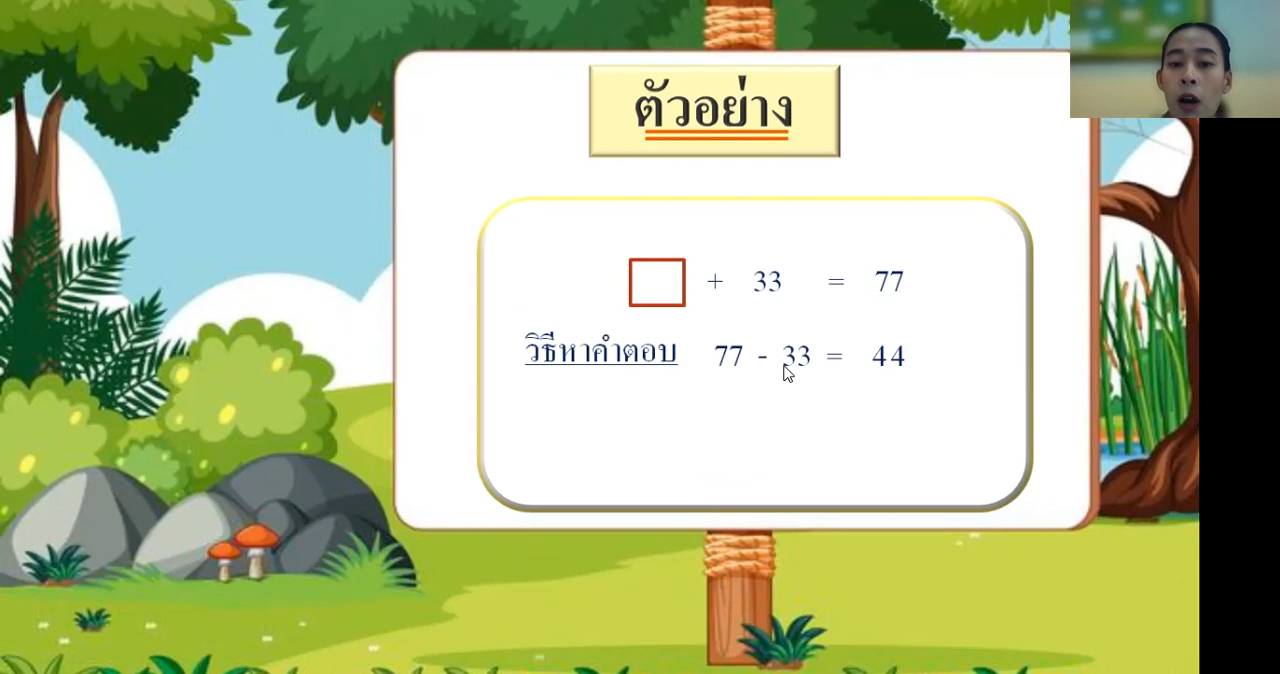 ตัวอย่าง
+ 33 = 77
วิธีหาคำตอบ 77 - 33 = 44